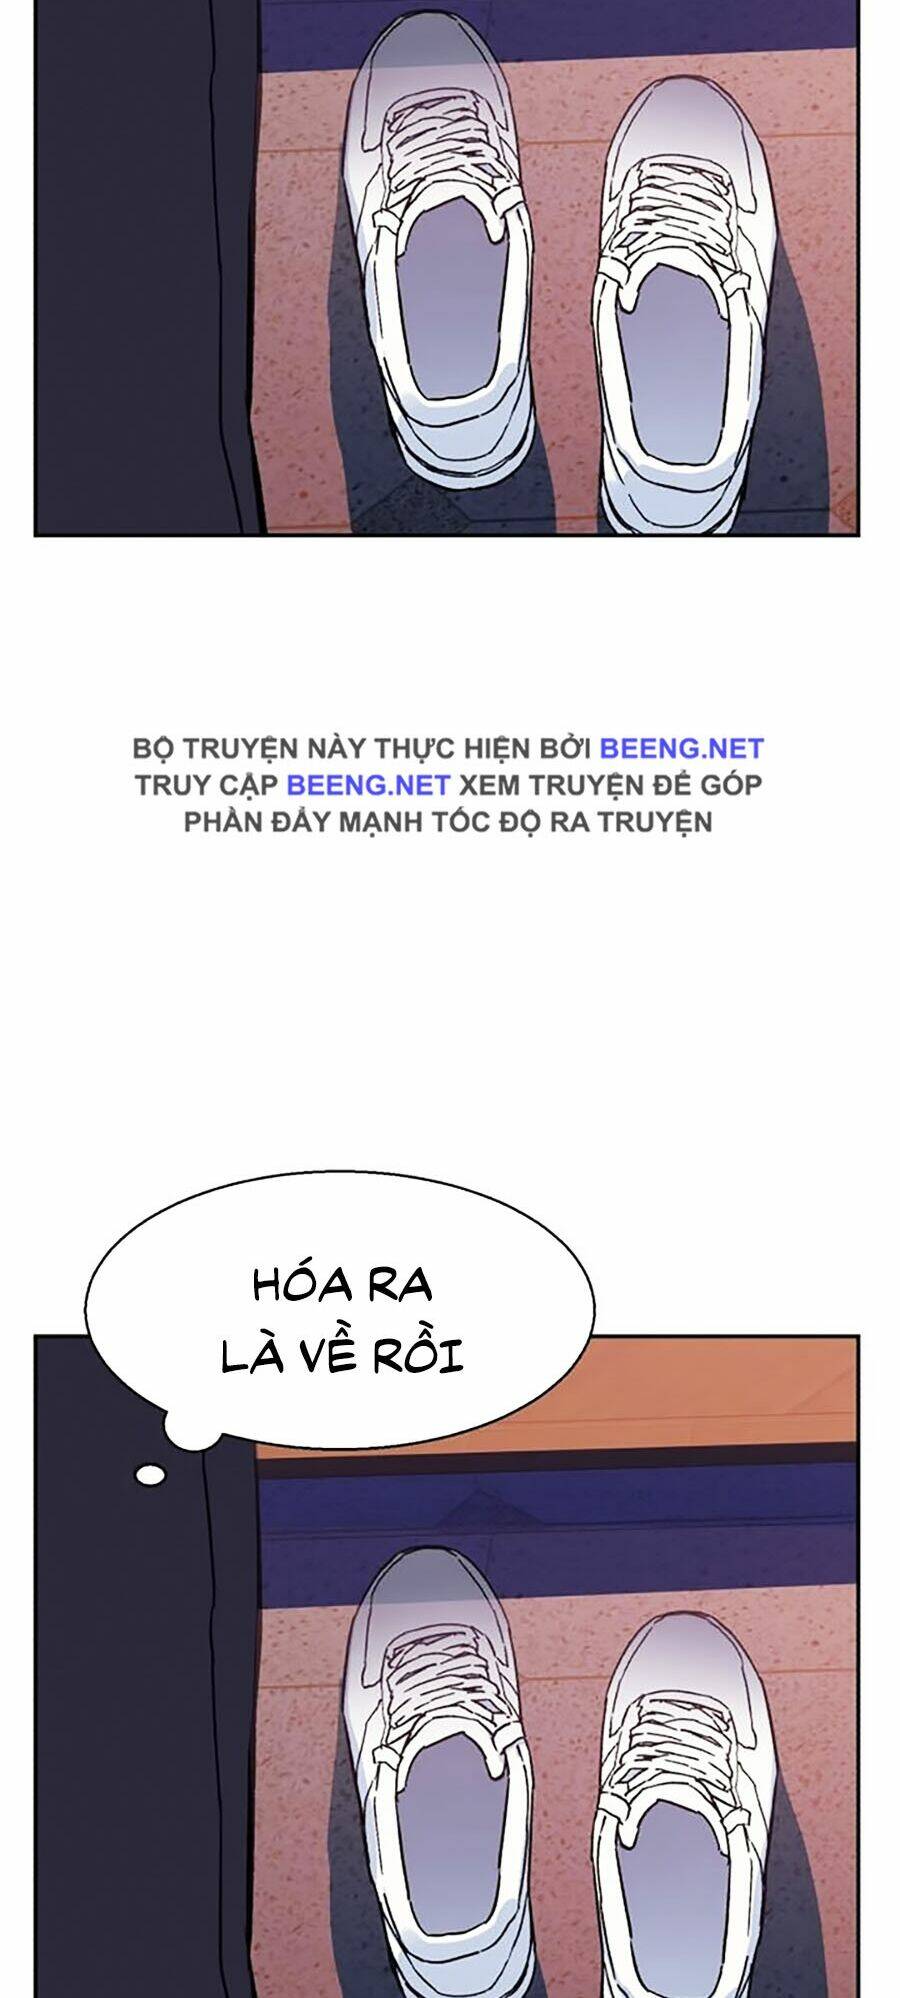 BỘ TRUYỆN NÀY THỰC HIỆN BỞI BEENG.NET
TRUY CẬP BEENG.NET XEM TRUYỆN ĐỂ GÓP
PHẦN ĐẨY MẠNH TỐC ĐỘ RA TRUYỆN
HÓA RA
LÀ VỀ RỒI